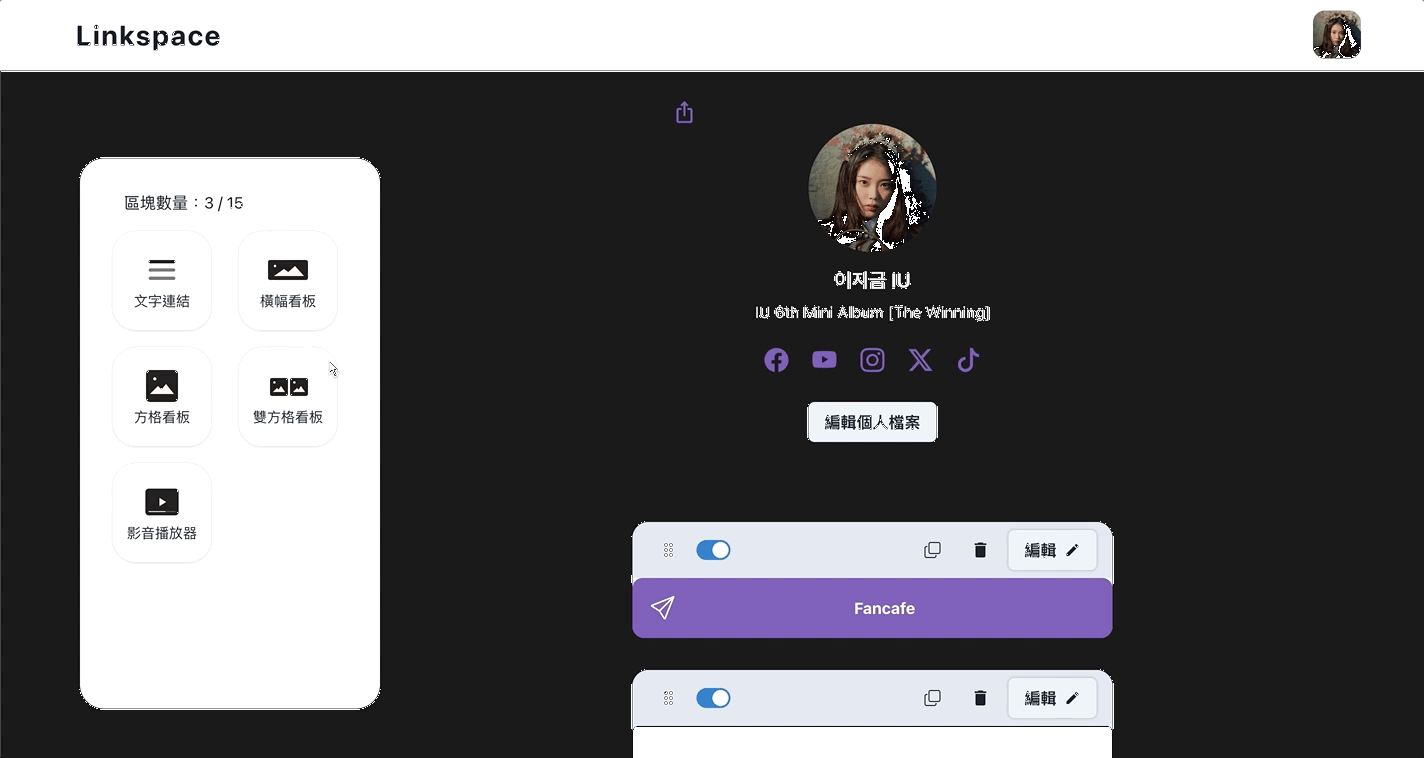 Linkspace
區塊數量：3 / 15
文字連結
橫幅看板
方格看板
雙方格看板
影音播放器
이지금 IU
IU 6th Mini Album [The Winning]
編輯個人檔案
編輯
Fancafe
編輯